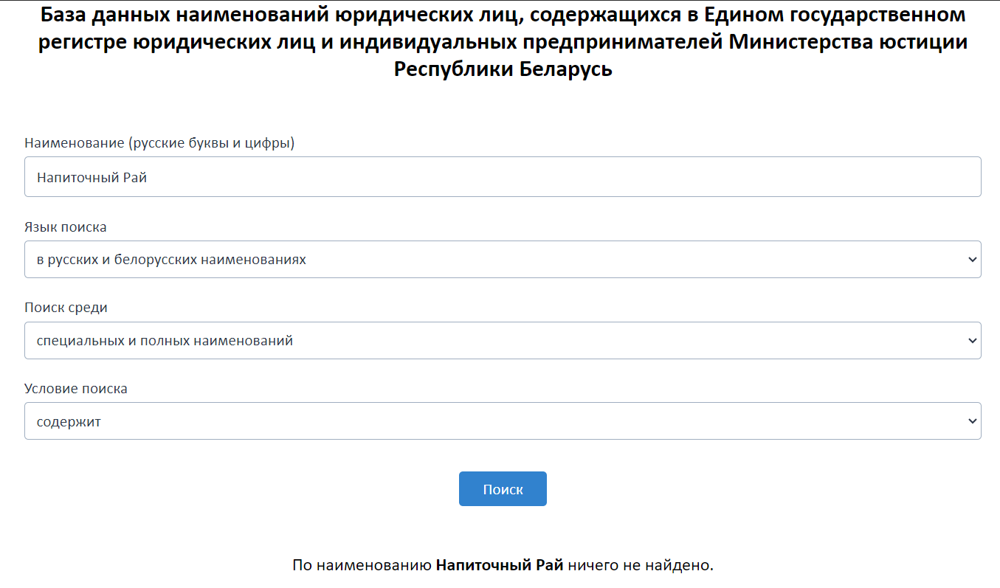 База данных наименований юридических лиц, содержащихся в Едином государственном
регистре юридических лиц и индивидуальных предпринимателей Министерства юстиции
Республики Беларусь
Наименование (русские буквы и цифры)
Напиточный Рай
Язык поиска
в русских и белорусских наименованиях
Поиск среди
специальных и полных наименований
Условие поиска
содержит
Поиск
По наименованию Напиточный Рай ничего не найдено.